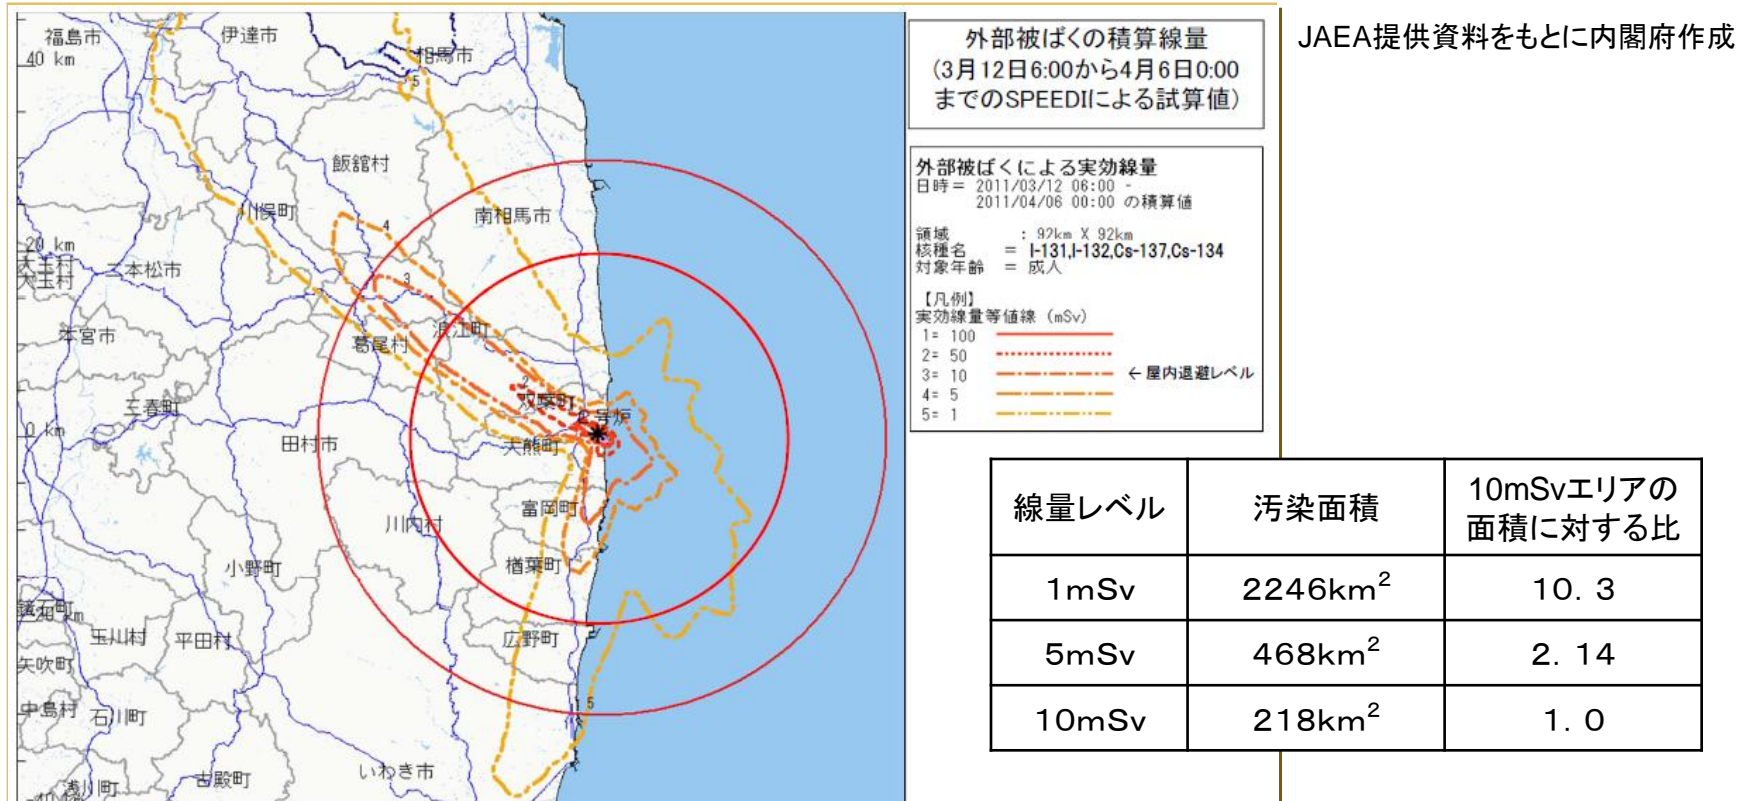 福島市
伊達市
相馬市
40 km
5
飯舘村
川俣町
4
南相馬市
20 km
大玉村
大玉村
二本松市
3
本宮市
浪江町
葛尾村
2
双葉町
三春町
号炉
0 km
田村市
大熊町
富岡町
川内村
楢葉町
小野町
玉川村
平田村
広野町
矢吹町
中島村
石川町
5
いわき市
古殿町
浅川町
外部被ばくの積算線量
(3月12日6:00から4月6日0:00
までのSPEEDIによる試算値)
外部被ばくによる実効線量
日時= 2011/03/12 06:00 -
2011/04/06 00:00 の積算値
領域 : 92km X 92km
核種名 = I-131,I-132,Cs-137,Cs-134
対象年齢 = 成人
【凡例】
実効線量等値線 (mSv)
1= 100
2= 50
3= 10 ←屋内退避レベル
4= 5
5= 1
JAEA提供資料をもとに内閣府作成
線量レベル 汚染面積 10mSvエリアの
面積に対する比
1mSv 2246km² 10. 3
5mSv 468km² 2. 14
10mSv 218km² 1. 0